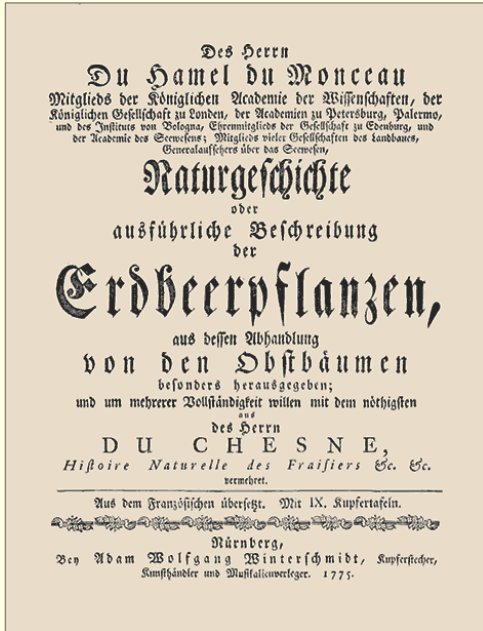 Des Herrn
Du Hamel du Monceau
Mitglieds der Königlichen Academie der Wiſſenſchaften, der
Königlichen Geſellſchaft zu Londen, der Academien zu Petersburg, Palermo,
und des Inſtituts von Bologna, Ehrenmitglieds der Geſellſchaft zu Edenburg, und
der Academie des Seeweſens; Mitglieds vieler Geſellſchaften des Landbaues,
Generalaufſehers über das Seeweſen,
Naturgeſchichte
oder
ausführliche Beſchreibung
der
Erdbeerpflanzen,
aus deſſen Abhandlung
von den Obſtbäumen
beſonders herausgegeben;
und um mehrerer Vollſtändigkeit willen mit dem nöthigſten
aus
des Herrn
DU CHESNE,
Hiſtoire Naturelle des Fraiſiers &c. &c.
vermehret.
Aus dem Franzöſiſchen überſetzt. Mit IX. Kupfertafeln.
Nürnberg,
Bey Adam Wolfgang Winterſchmidt, Kupferſtecher,
Kunſthändler und Muſikalienverleger. 1775.